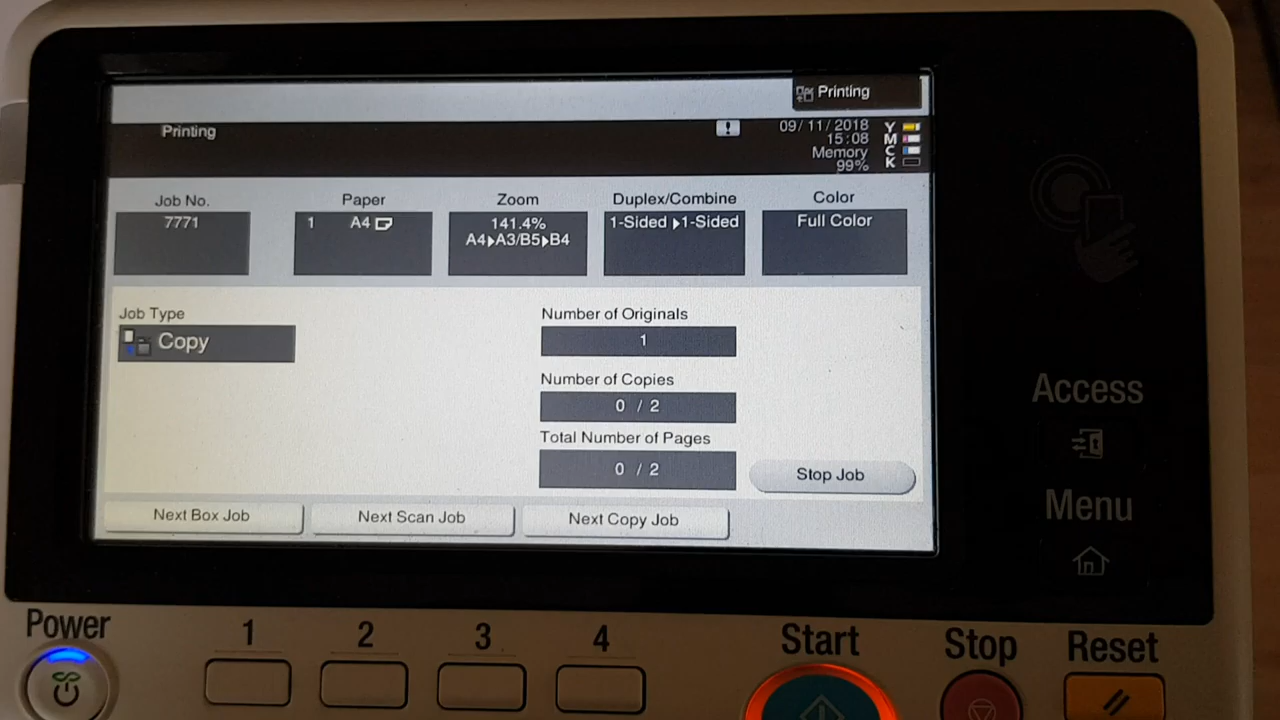 Printing
Printing
!
09/11/2018
15:08
Memory
99%
Y
M
C
K
Job No.
7771
Paper
1 A4
Zoom
141.4%
A4▸A3/B5▸B4
Duplex/Combine
1-Sided ▸1-Sided
Color
Full Color
Job Type
Copy
Number of Originals
1
Number of Copies
0 / 2
Total Number of Pages
0 / 2
Stop Job
Next Box Job
Next Scan Job
Next Copy Job
Access
Menu
Power
1
2
3
4
Start
Stop
Reset